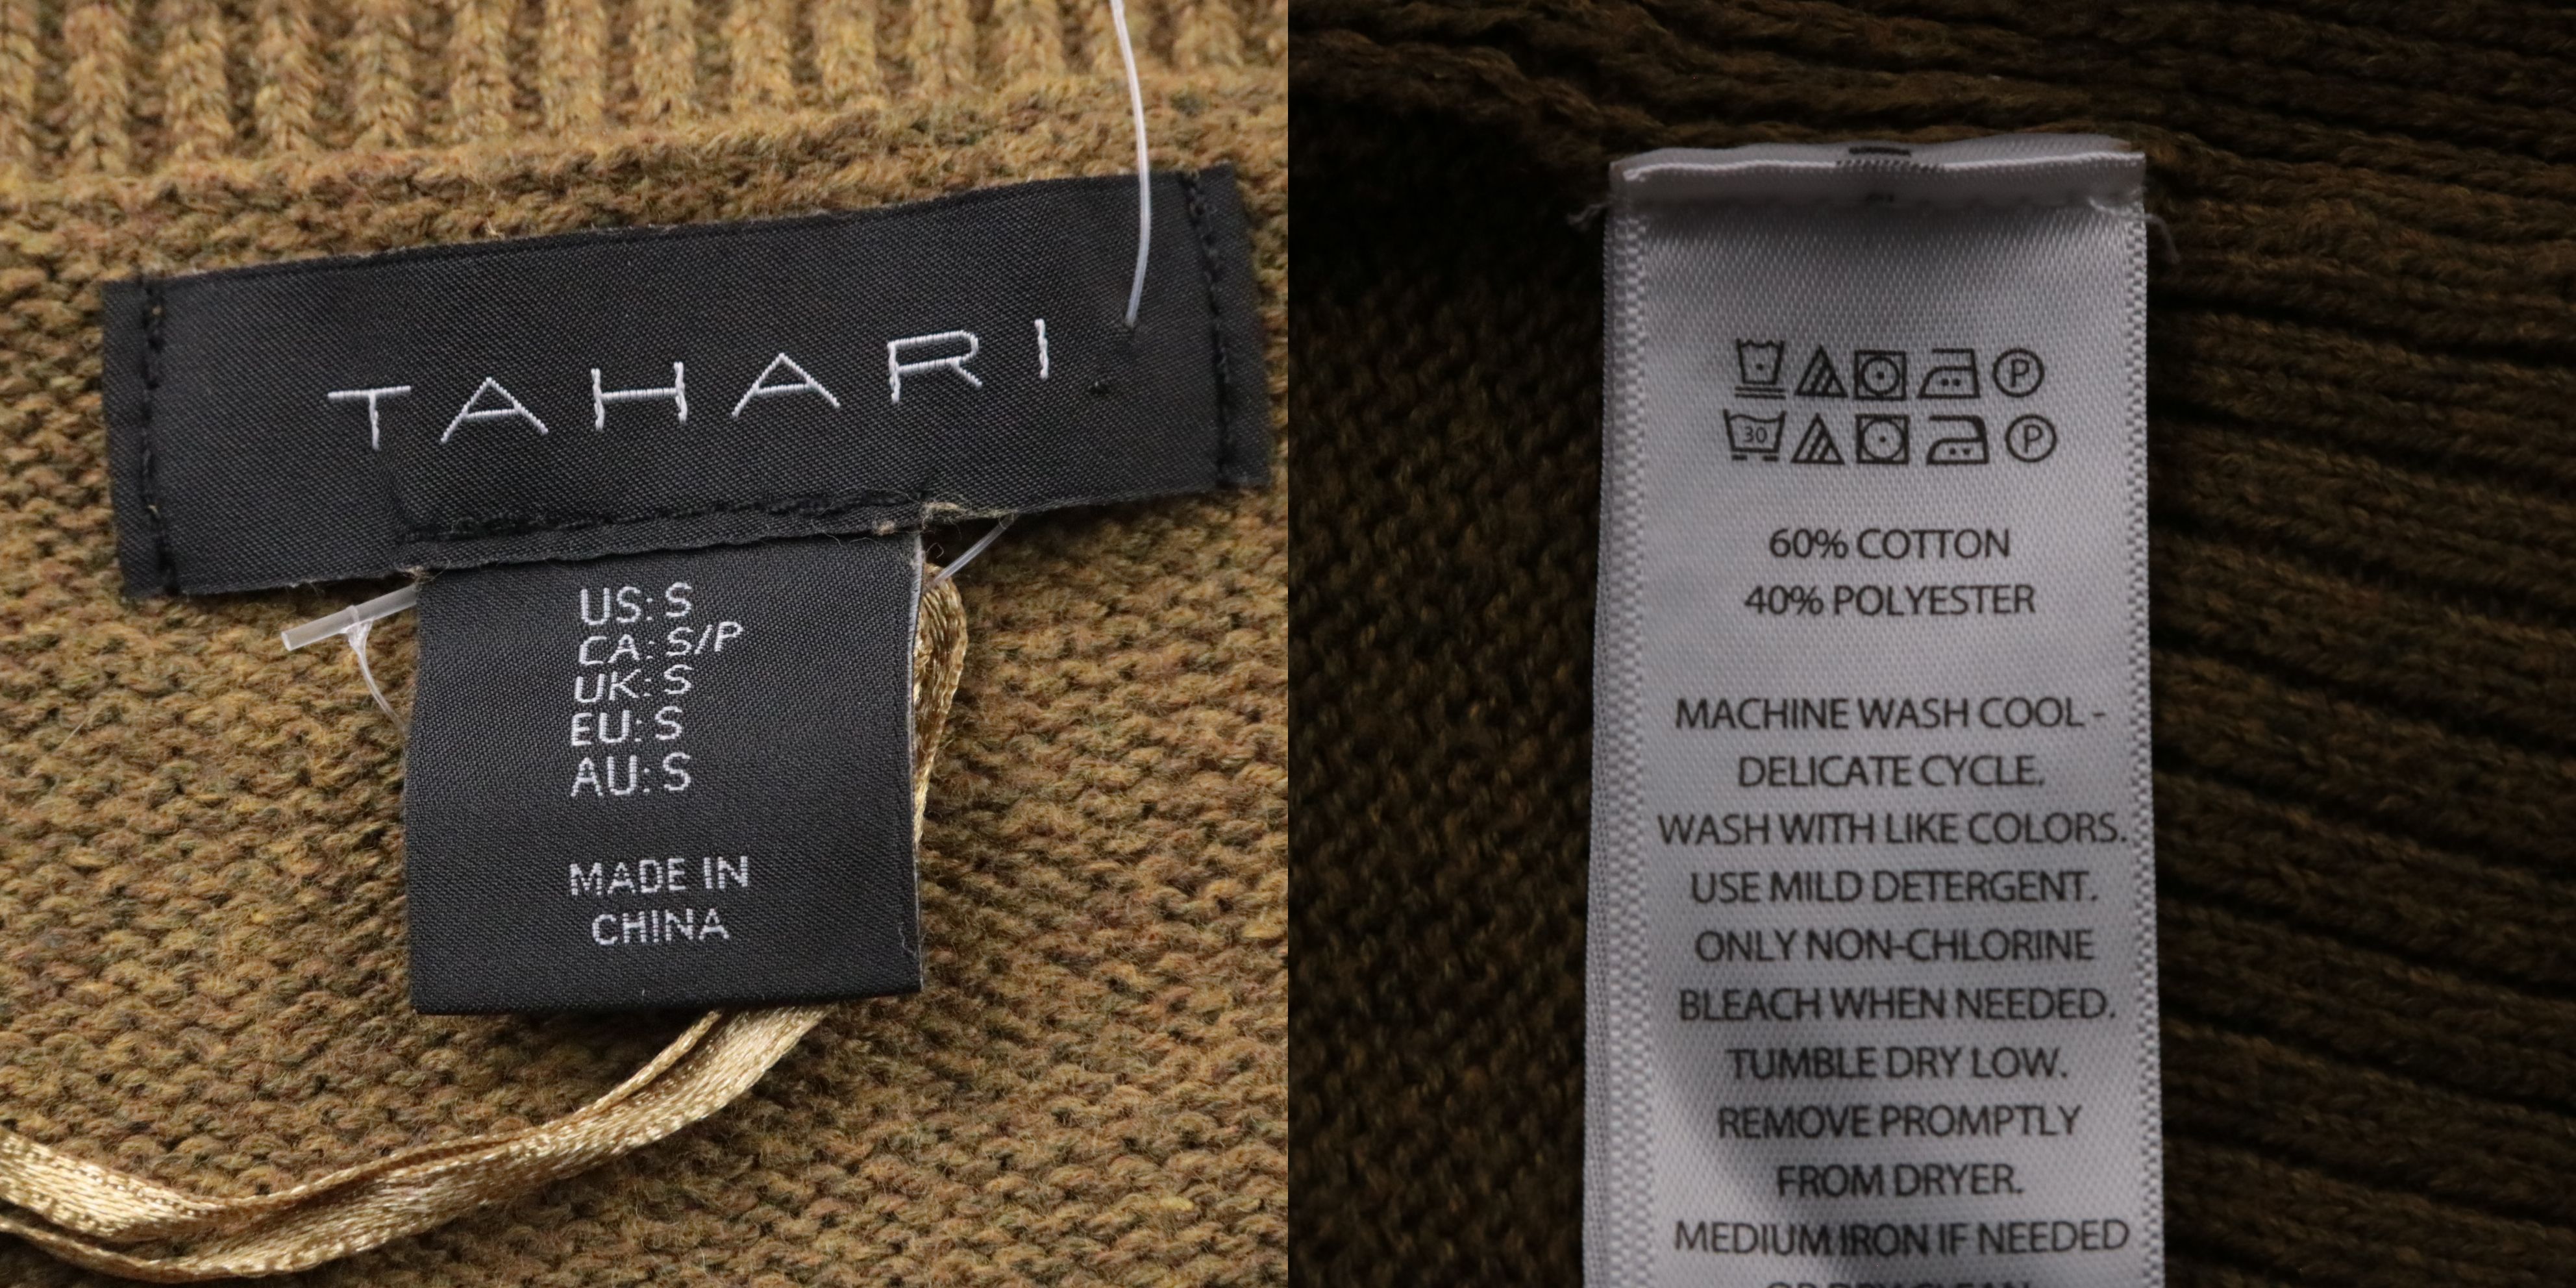 TAHARI
US: S
CA: S/P
UK: S
EU: S
AU: S
MADE IN
CHINA
P
30
P
60% COTTON
40% POLYESTER
MACHINE WASH COOL -
DELICATE CYCLE.
WASH WITH LIKE COLORS.
USE MILD DETERGENT.
ONLY NON-CHLORINE
BLEACH WHEN NEEDED.
TUMBLE DRY LOW.
REMOVE PROMPTLY
FROM DRYER.
MEDIUM IRON IF NEEDED